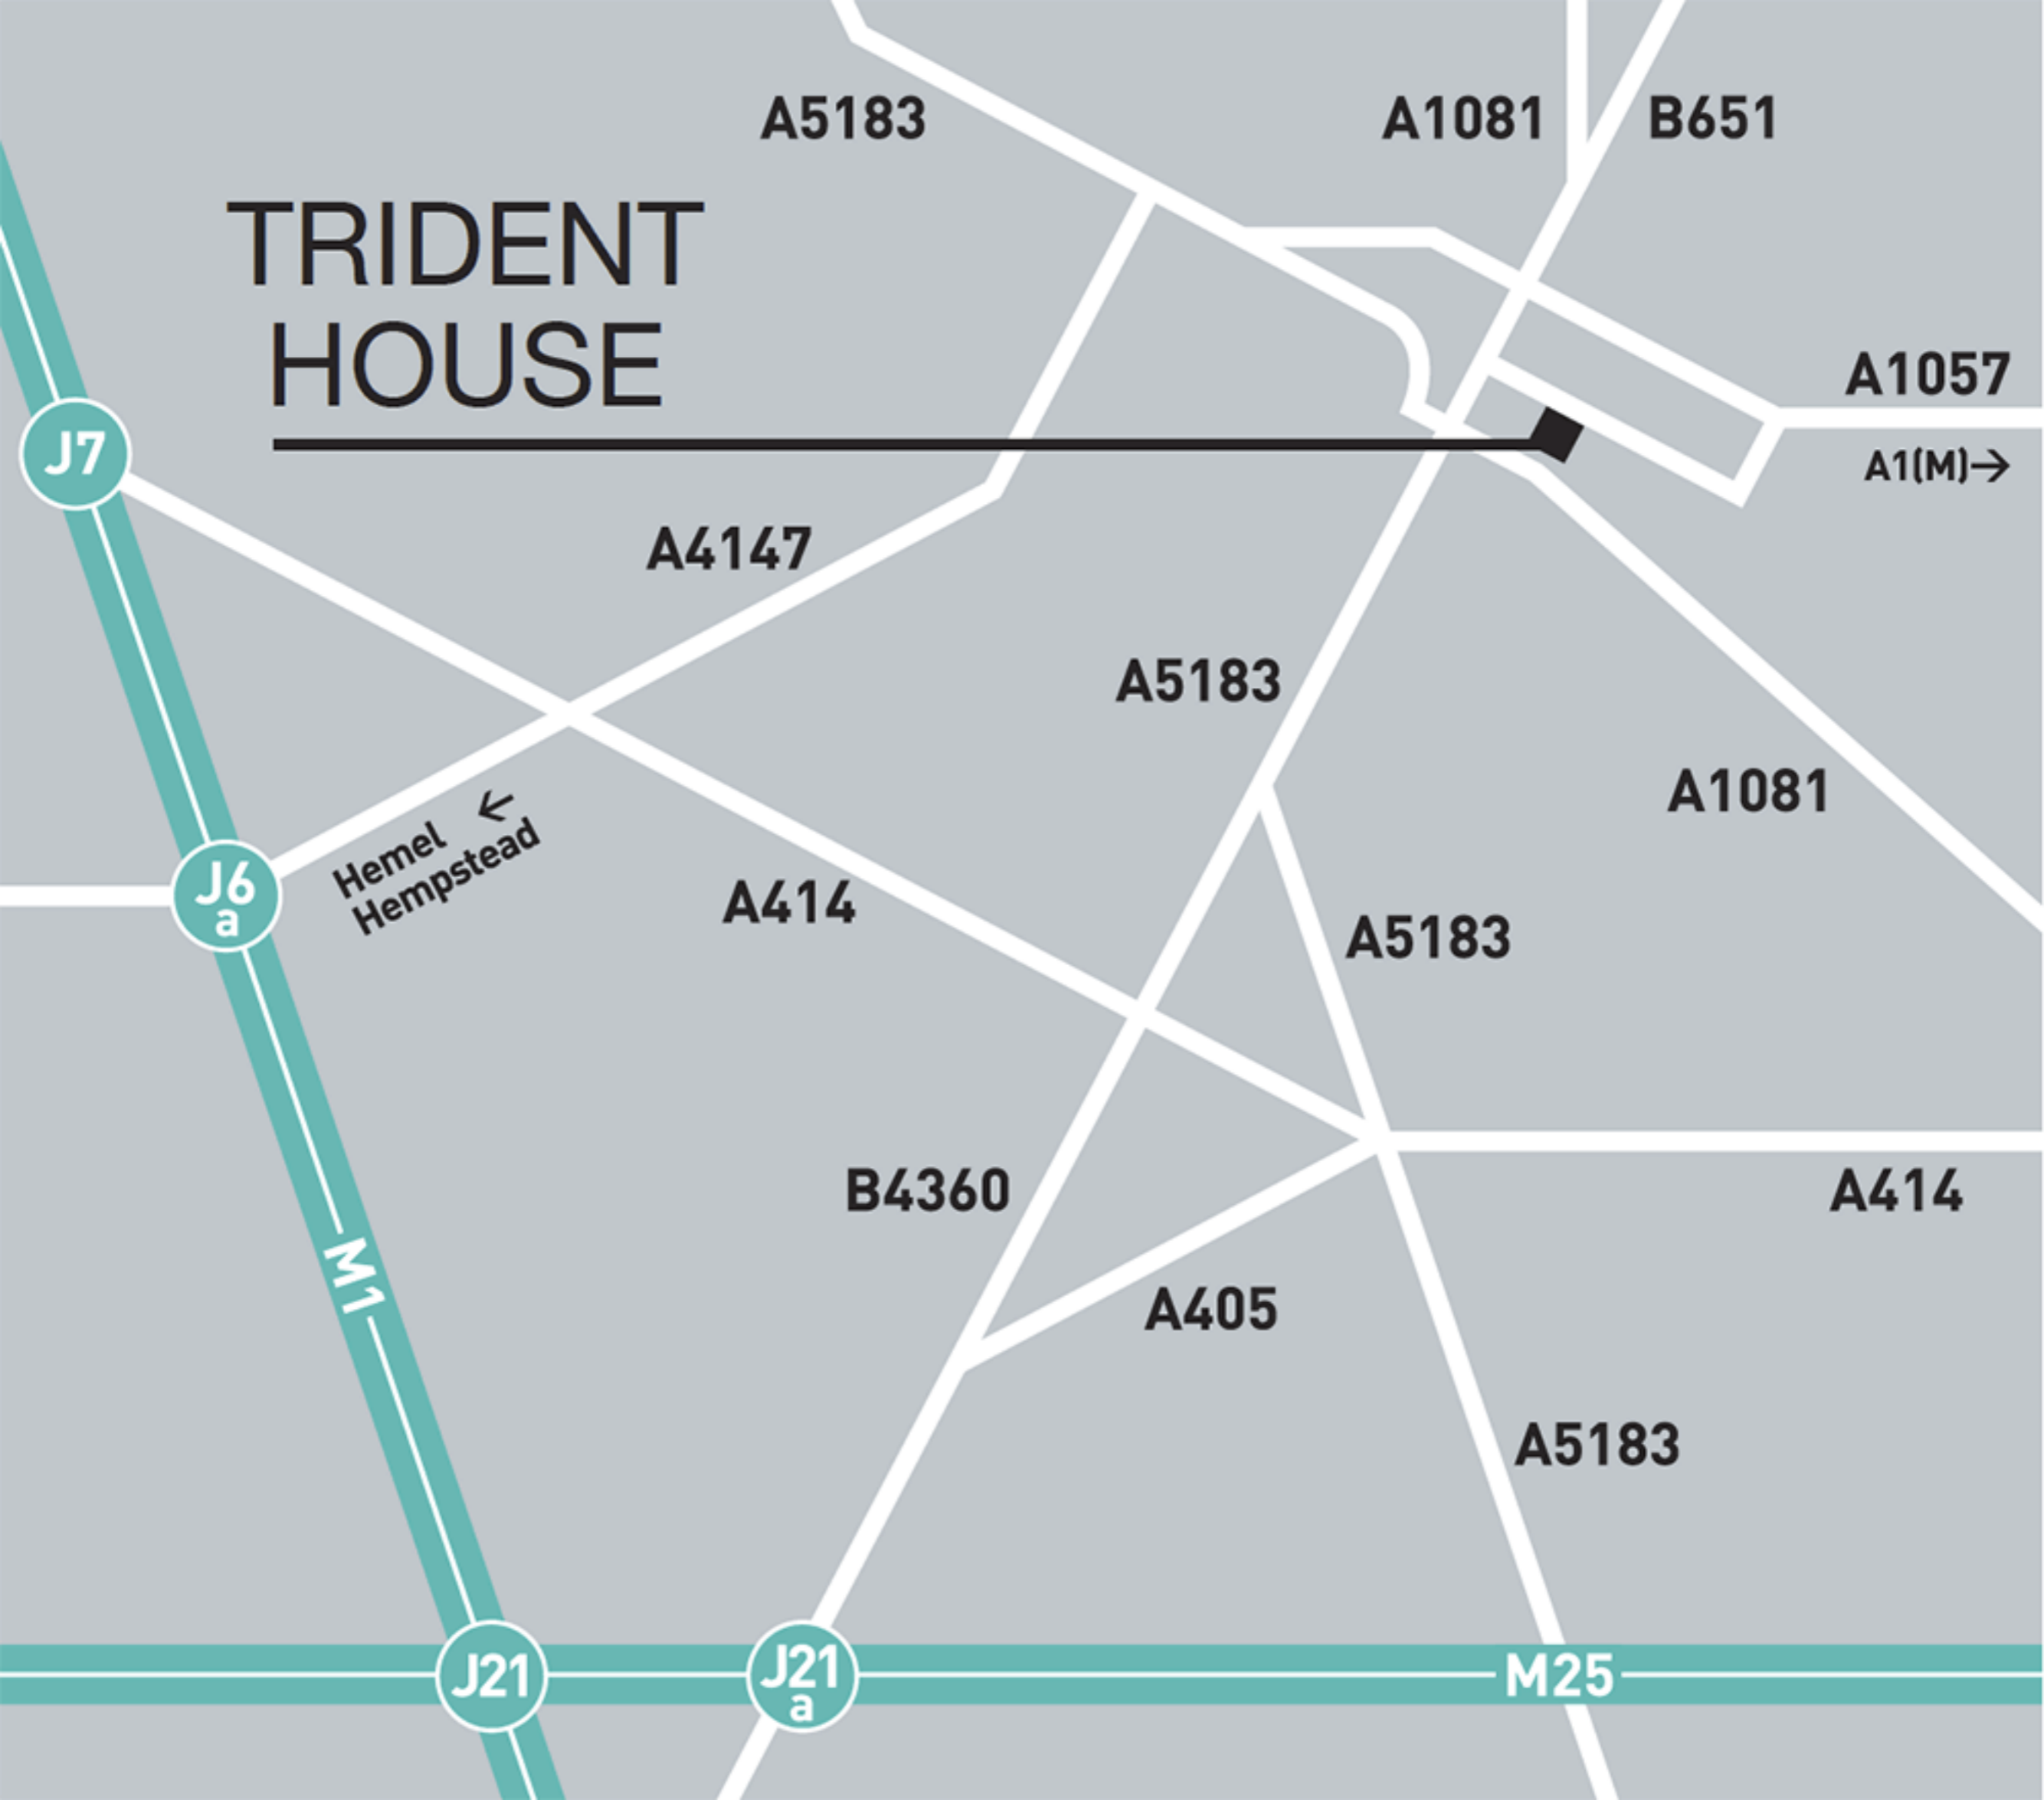 A5183
A1081
B651
TRIDENT
HOUSE
A1057
J7
A1(M)→
A4147
A5183
A1081
Hemel ←
Hempstead
J6
a
A414
A5183
B4360
A414
M1
A405
A5183
J21
J21
a
M25